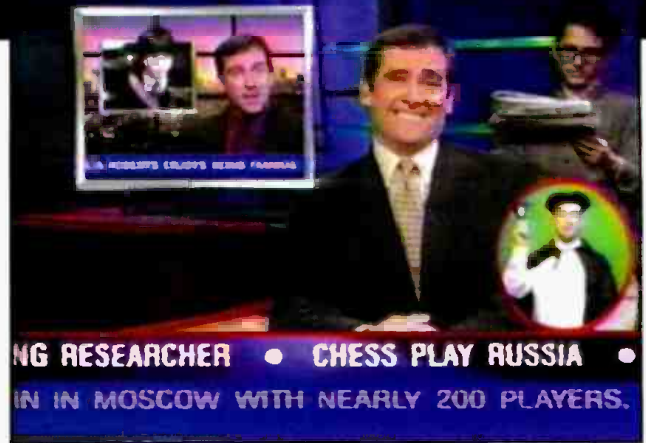 NG RESEARCHER • CHESS PLAY RUSSIA •
IN IN MOSCOW WITH NEARLY 200 PLAYERS.